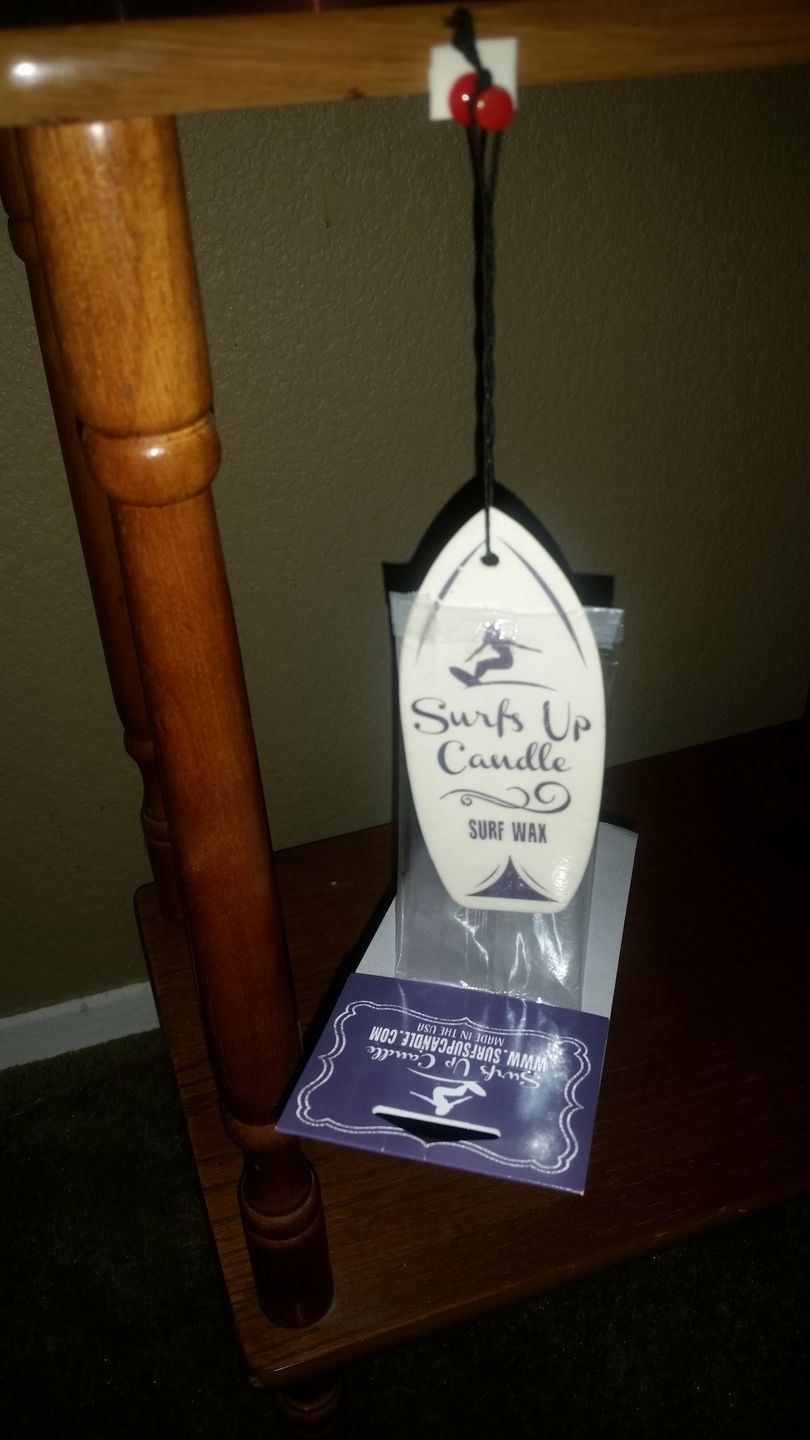 Surfs Up
Candle
SURF WAX
Surfs Up Candle
WWW.SURFSUPCANDLE.COM
MADE IN THE USA